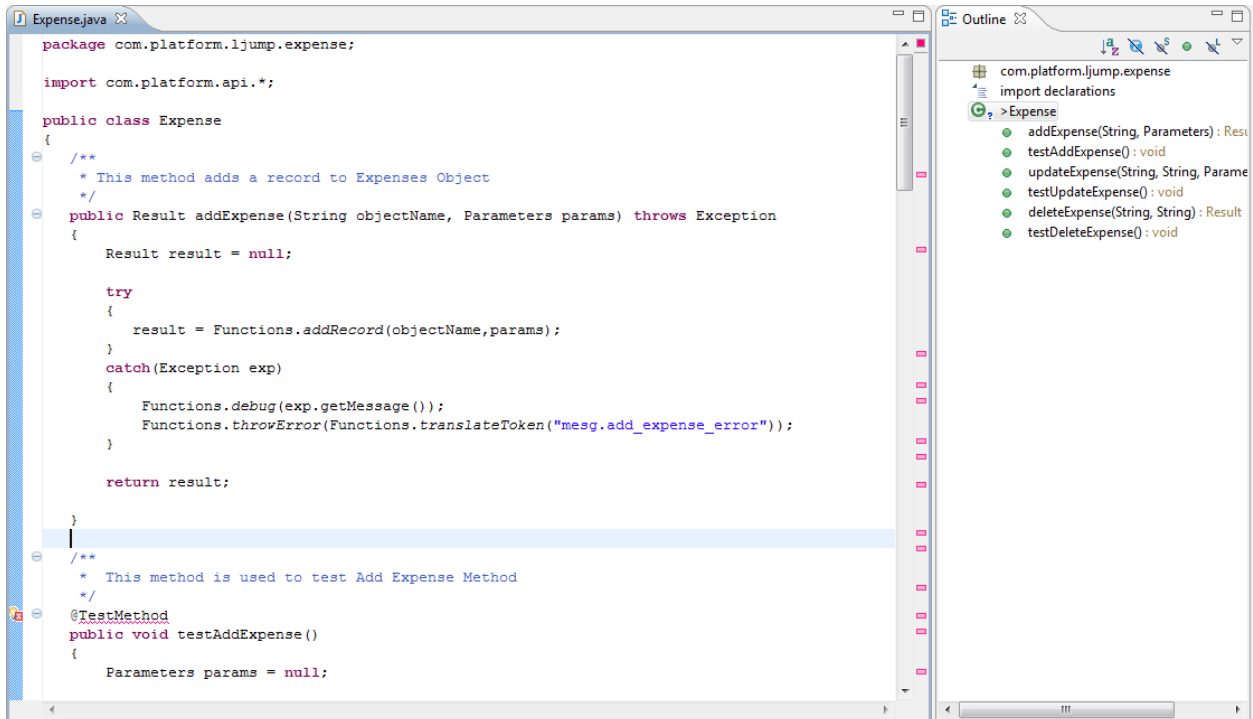 Expense.java
package com.platform.ljump.expense;
import com.platform.api.*;
public class Expense
{
/**
* This method adds a record to Expenses Object
*/
public Result addExpense(String objectName, Parameters params) throws Exception
{
Result result = null;
try
{
result = Functions.addRecord(objectName,params);
}
catch(Exception exp)
{
Functions.debug(exp.getMessage());
Functions.throwError(Functions.translateToken("mesg.add_expense_error"));
}
return result;
}
/**
* This method is used to test Add Expense Method
*/
@TestMethod
public void testAddExpense()
{
Parameters params = null;
Outline
com.platform.ljump.expense
import declarations
>Expense
addExpense(String, Parameters) : Resu
testAddExpense() : void
updateExpense(String, String, Parame
testUpdateExpense() : void
deleteExpense(String, String) : Result
testDeleteExpense() : void